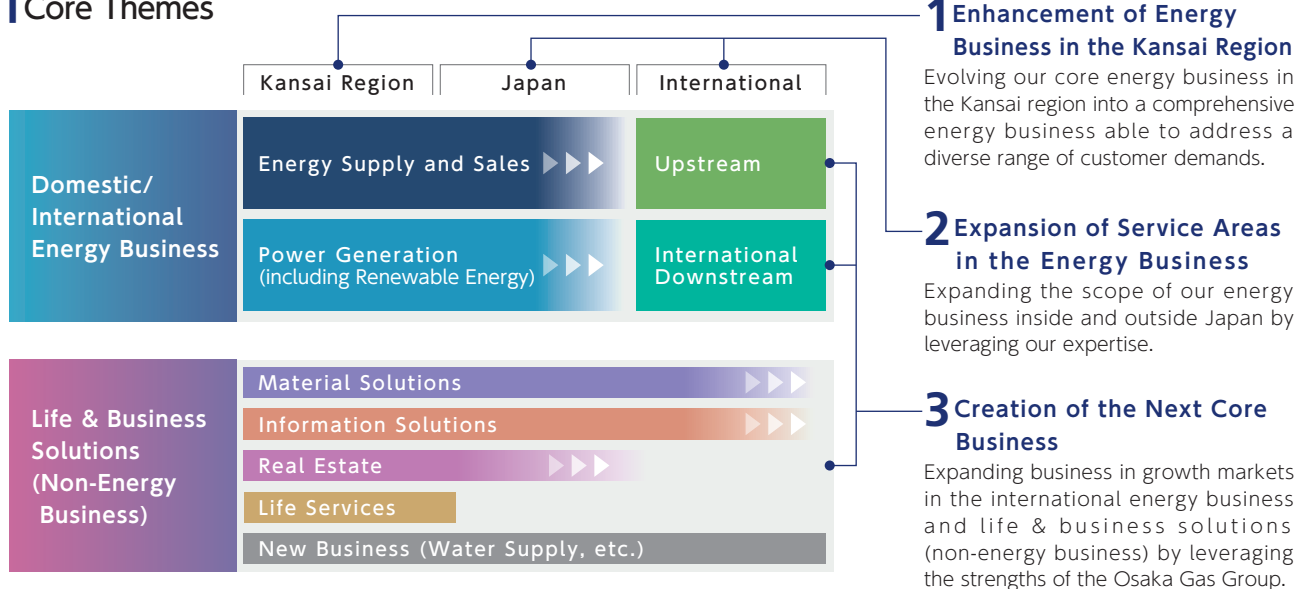 Core Themes
Kansai Region
Japan
International
Domestic/
International
Energy Business
Energy Supply and Sales
Upstream
Power Generation
(including Renewable Energy)
International
Downstream
Life & Business
Solutions
(Non-Energy
Business)
Material Solutions
Information Solutions
Real Estate
Life Services
New Business (Water Supply, etc.)
1 Enhancement of Energy
Business in the Kansai Region
Evolving our core energy business in
the Kansai region into a comprehensive
energy business able to address a
diverse range of customer demands.
2 Expansion of Service Areas
in the Energy Business
Expanding the scope of our energy
business inside and outside Japan by
leveraging our expertise.
3 Creation of the Next Core
Business
Expanding business in growth markets
in the international energy business
and life & business solutions
(non-energy business) by leveraging
the strengths of the Osaka Gas Group.